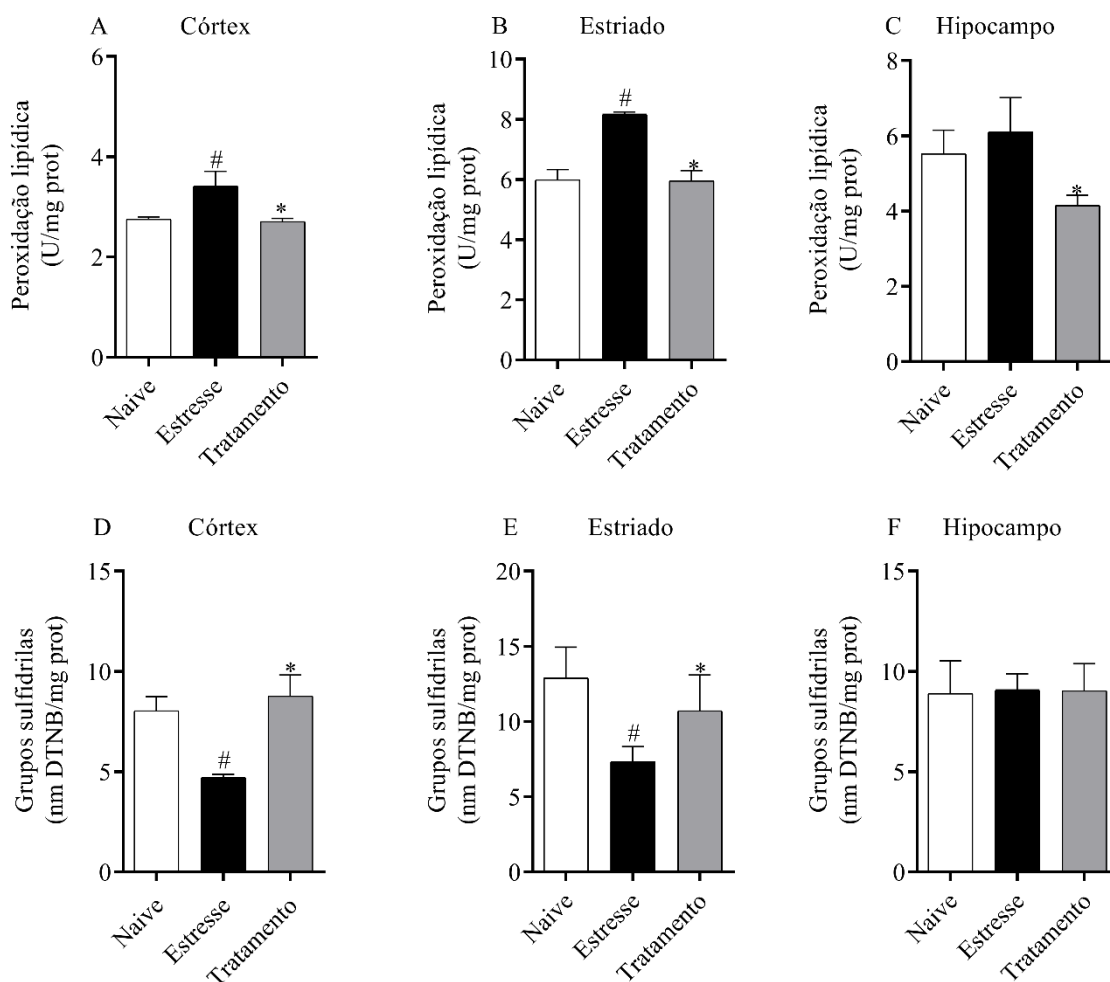 A Córtex
Peroxidação lipídica
(U/mg prot)
6
4
2
0
#
*
Naive
Estresse
Tratamento
B Estriado
Peroxidação lipídica
(U/mg prot)
10
8
6
4
2
0
#
*
Naive
Estresse
Tratamento
C Hipocampo
Peroxidação lipídica
(U/mg prot)
8
6
4
2
0
*
Naive
Estresse
Tratamento
D Córtex
Grupos sulfidrilas
(nm DTNB/mg prot)
15
10
5
0
#
*
Naive
Estresse
Tratamento
E Estriado
Grupos sulfidrilas
(nm DTNB/mg prot)
20
15
10
5
0
#
*
Naive
Estresse
Tratamento
F Hipocampo
Grupos sulfidrilas
(nm DTNB/mg prot)
15
10
5
0
Naive
Estresse
Tratamento